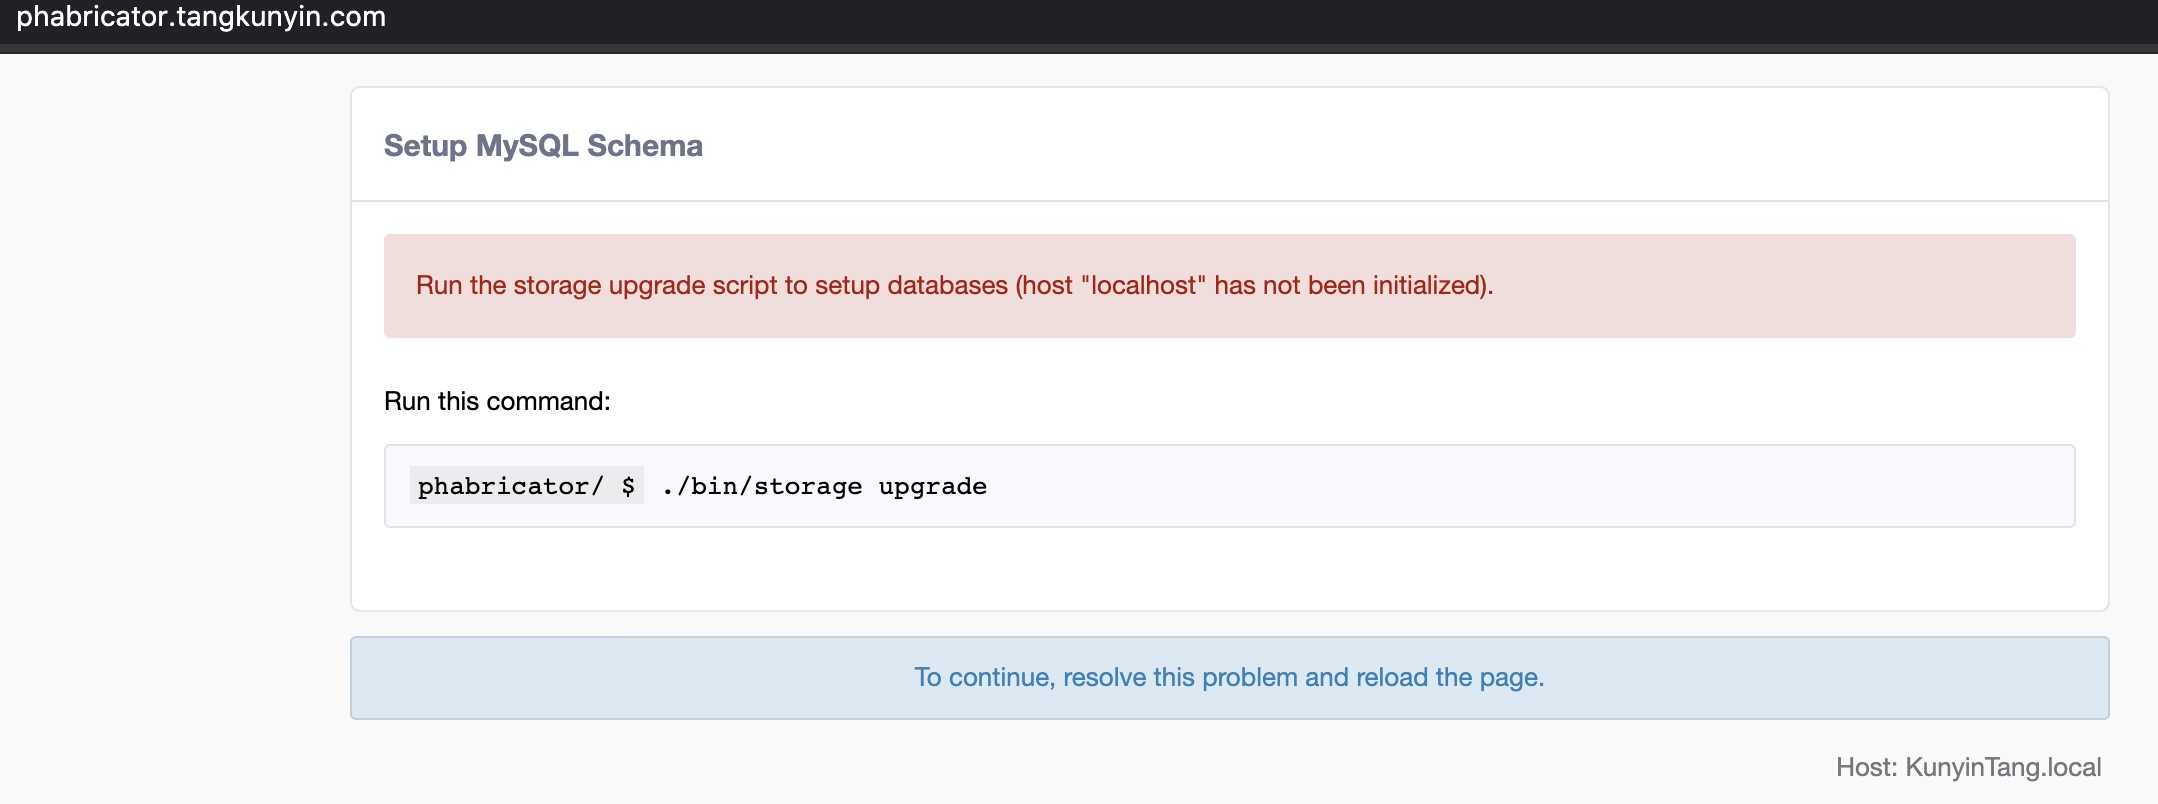 phabricator.tangkunyin.com
Setup MySQL Schema
Run the storage upgrade script to setup databases (host "localhost" has not been initialized).
Run this command:
phabricator/ $ ./bin/storage upgrade
To continue, resolve this problem and reload the page.
Host: KunyinTang.local